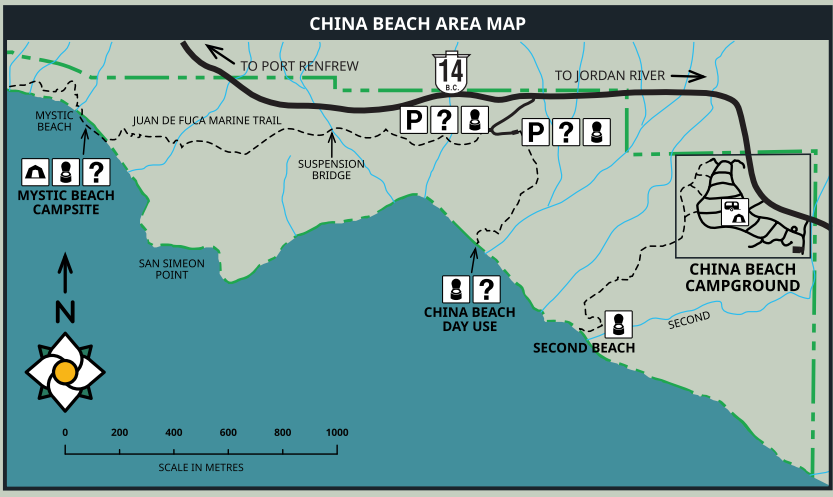 CHINA BEACH AREA MAP
TO PORT RENFREW
14
B.C.
TO JORDAN RIVER
MYSTIC
BEACH
JUAN DE FUCA MARINE TRAIL
P ?
P ?
SUSPENSION
BRIDGE
?
MYSTIC BEACH
CAMPSITE
SAN SIMEON
POINT
CHINA BEACH
CAMPGROUND
?
CHINA BEACH
DAY USE
SECOND
SECOND BEACH
N
0 200 400 600 800 1000
SCALE IN METRES